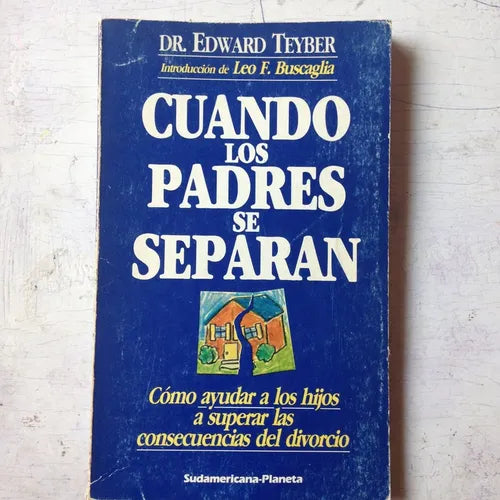 DR. EDWARD TEYBER
Introducción de Leo F. Buscaglia
CUANDO
LOS
PADRES
SE
SEPARAN
Cómo ayudar a los hijos
a superar las
consecuencias del divorcio
Sudamericana-Planeta